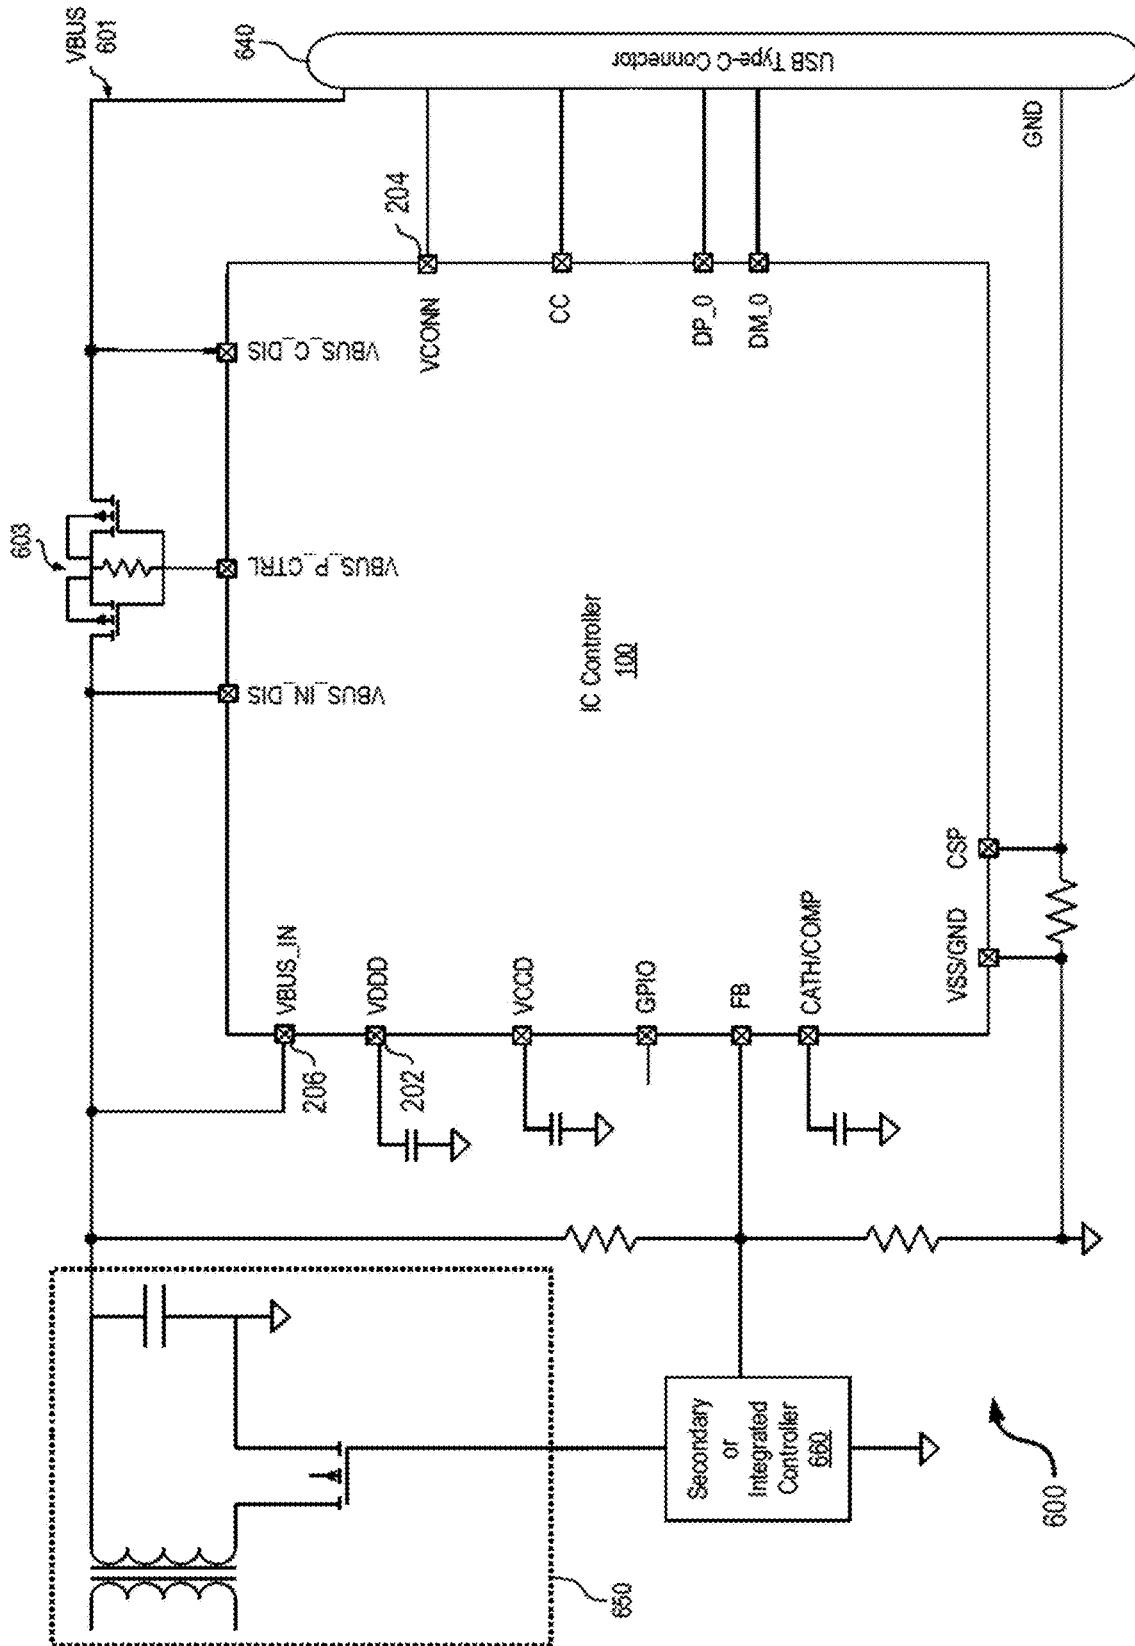 VBUS
601
640
USB Type-C Connector
603
204
VBUS_IN_DIS
VBUS_P_CTRL
VBUS_C_DIS
VCONN
CC
DP_0
DM_0
GND
IC Controller
100
VBUS_IN
206
VDDD
202
VCCD
GPIO
FB
CATH/COMP
VSS/GND
CSP
Secondary
or
Integrated
Controller
660
650
600